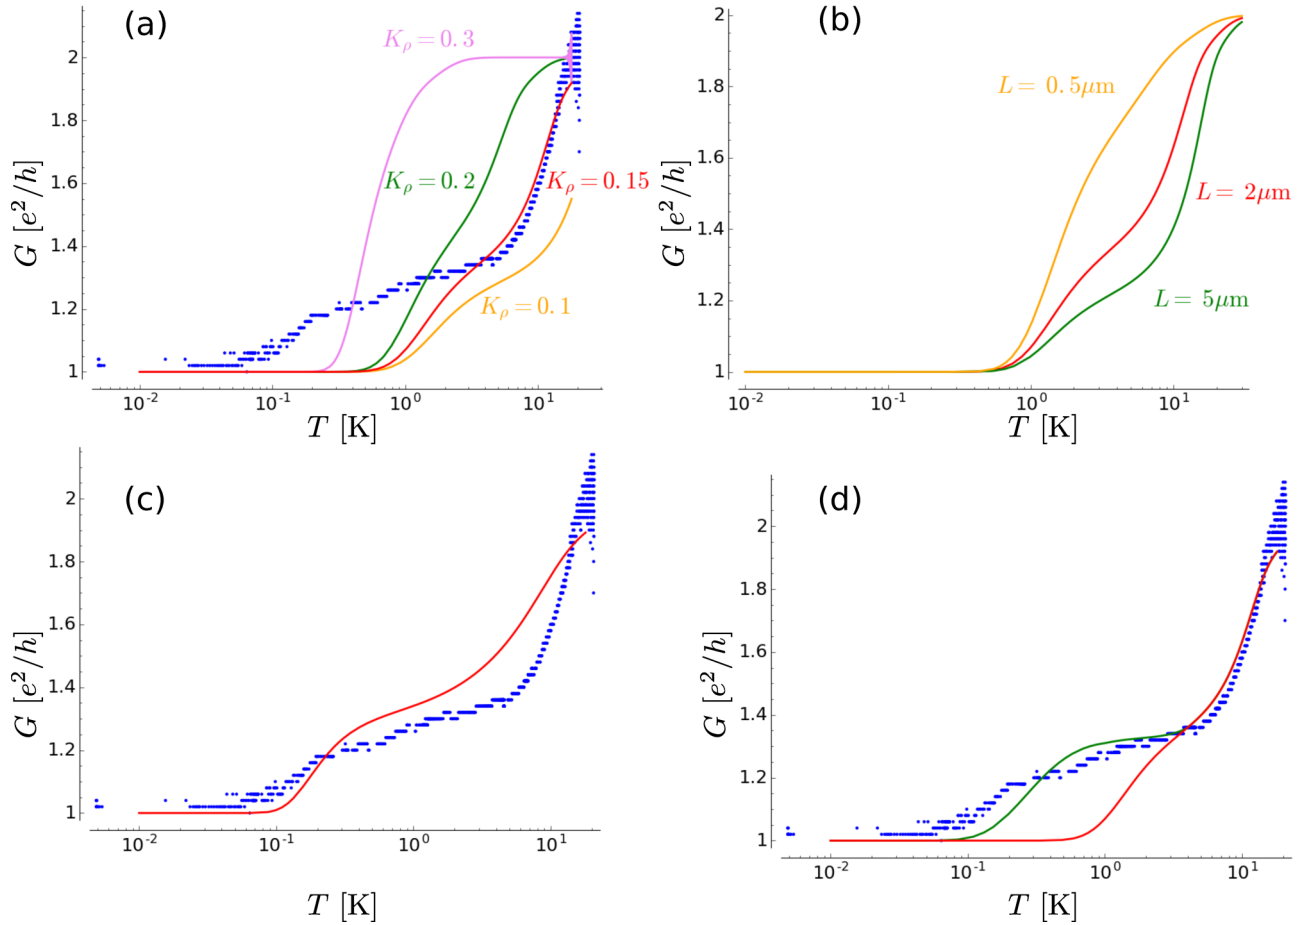 (a)
K_ρ = 0.3
K_ρ = 0.2
K_ρ = 0.15
K_ρ = 0.1
G [e²/h]
2
1.8
1.6
1.4
1.2
1
10⁻² 10⁻¹ 10⁰ 10¹
T [K]
(b)
L = 0.5μm
L = 2μm
L = 5μm
G [e²/h]
2
1.8
1.6
1.4
1.2
1
10⁻² 10⁻¹ 10⁰ 10¹
T [K]
(c)
G [e²/h]
2
1.8
1.6
1.4
1.2
1
10⁻² 10⁻¹ 10⁰ 10¹
T [K]
(d)
G [e²/h]
2
1.8
1.6
1.4
1.2
1
10⁻² 10⁻¹ 10⁰ 10¹
T [K]